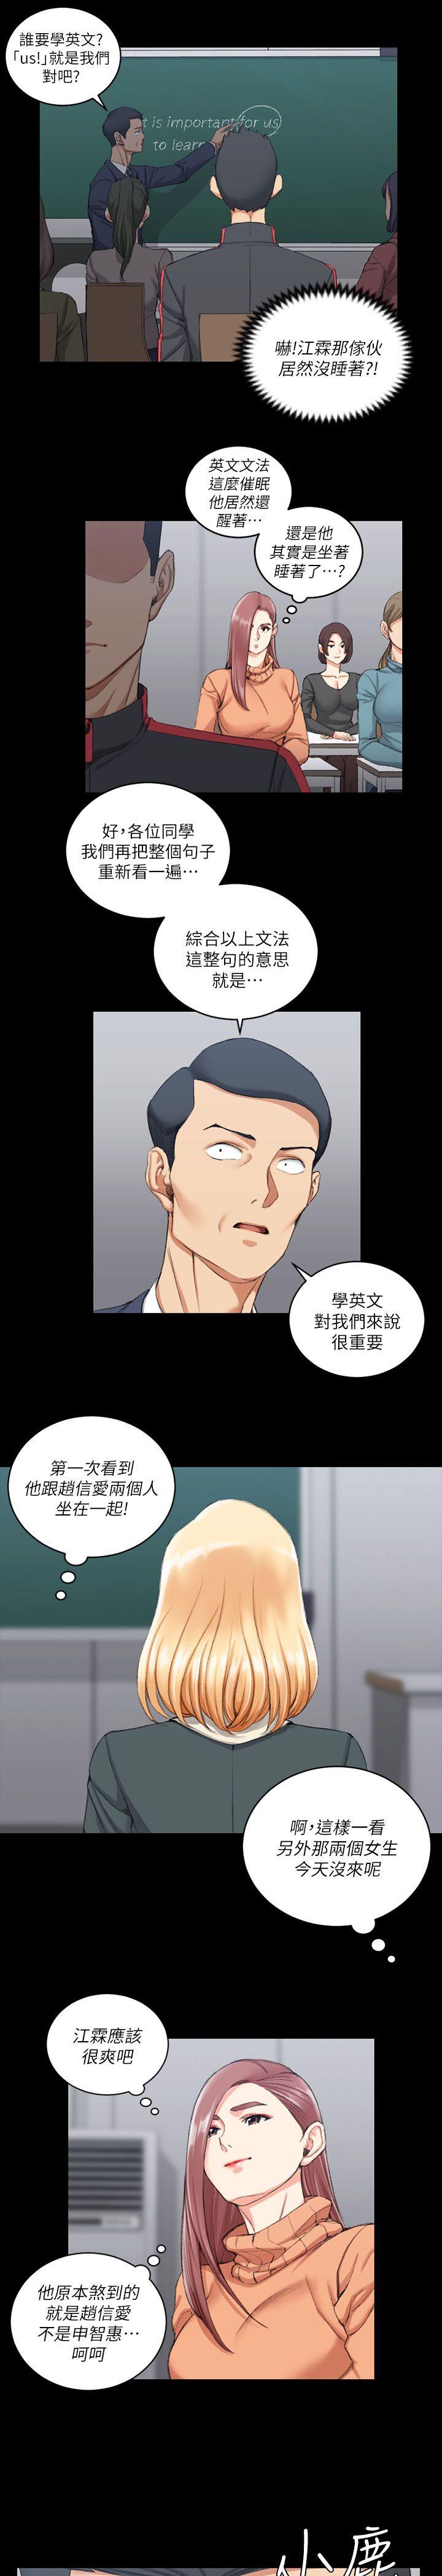 誰要學英文?
「us!」就是我們
對吧?
it is important for us
to learn
嚇!江霖那傢伙
居然沒睡著?!
英文文法
這麼催眠
他居然還
醒著…
還是他
其實是坐著
睡著了…?
好,各位同學
我們再把整個句子
重新看一遍…
綜合以上文法
這整句的意思
就是…
學英文
對我們來說
很重要
第一次看到
他跟趙信愛兩個人
坐在一起!
啊,這樣一看
另外那兩個女生
今天沒來呢
江霖應該
很爽吧
他原本煞到的
就是趙信愛
不是申智惠…
呵呵
小鹿